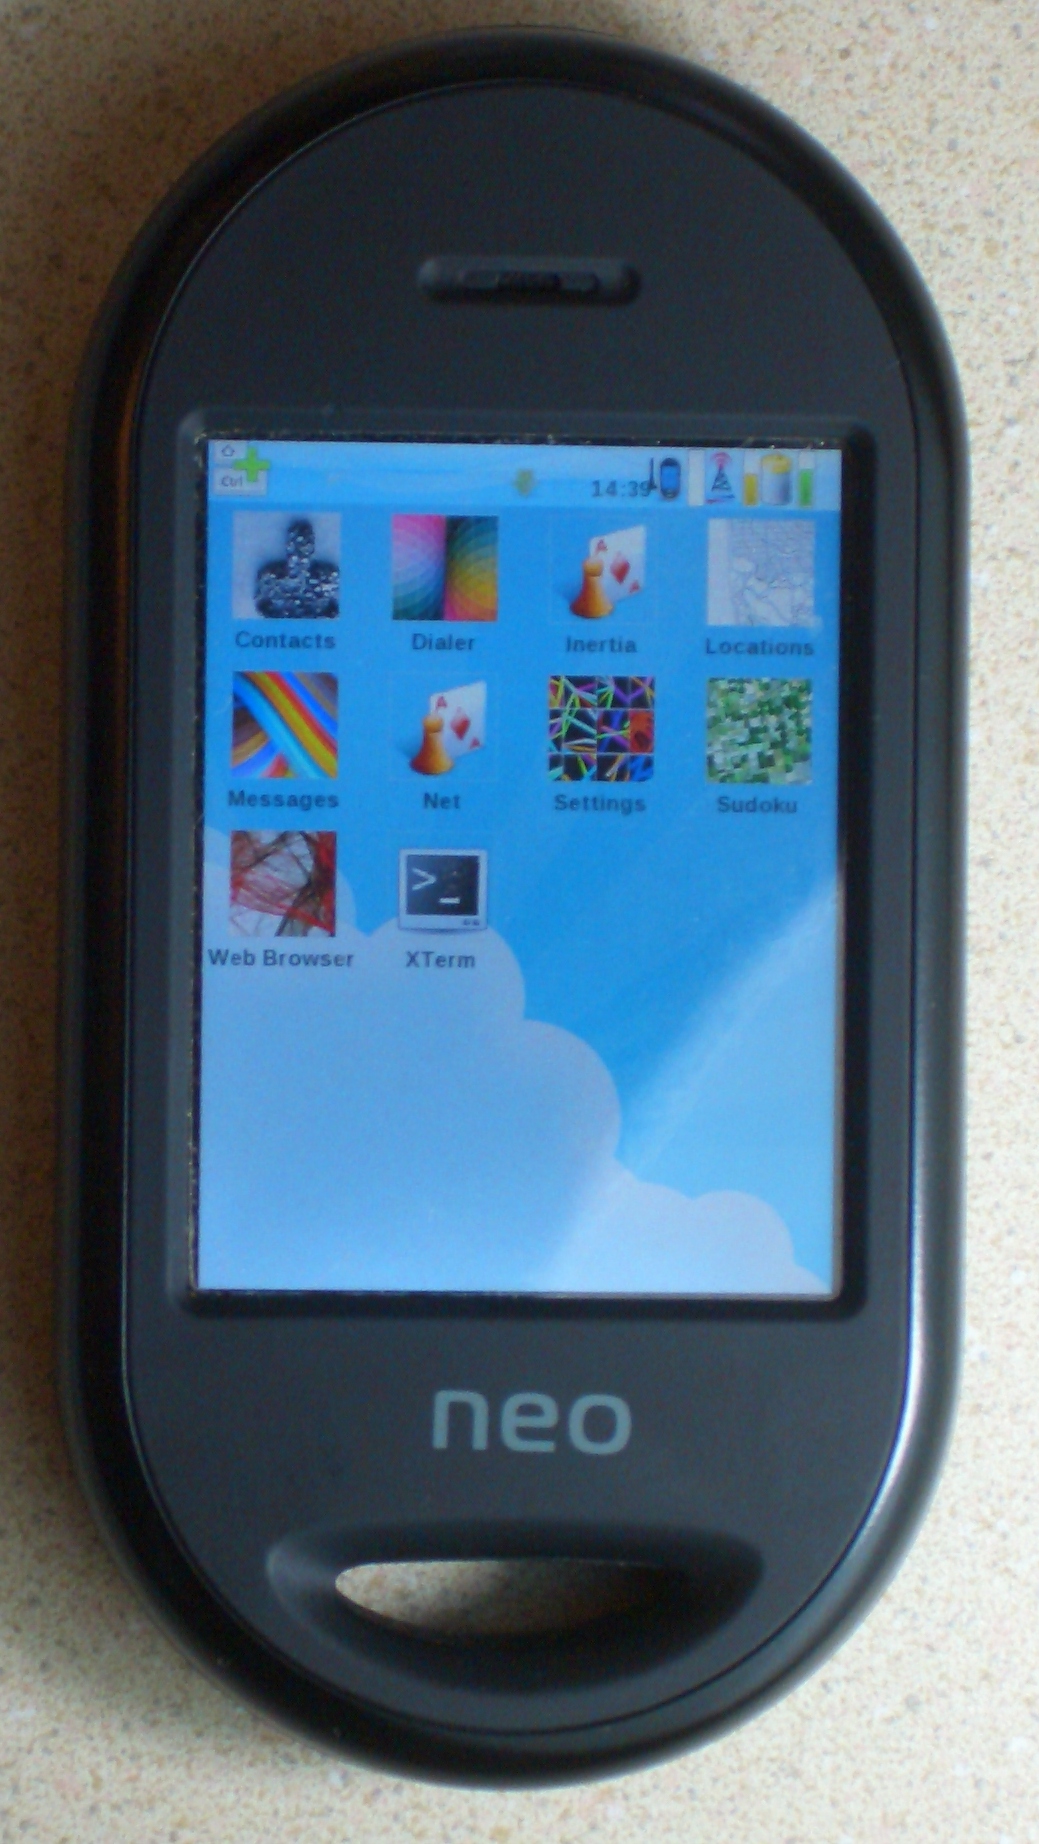 Ctrl
14:39
Contacts Dialer Inertia Locations
Messages Net Settings Sudoku
Web Browser XTerm
neo